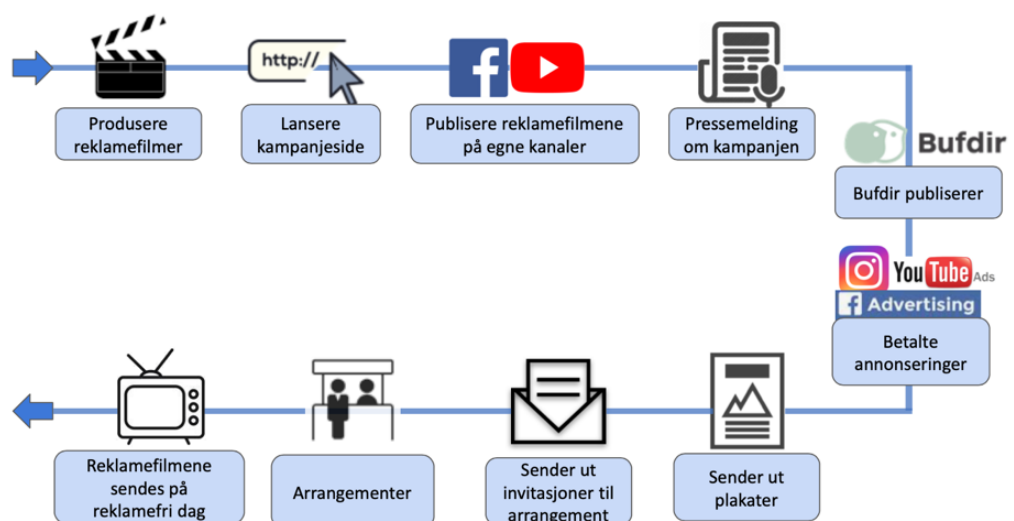 http://
Produsere
reklamefilmer
Lansere
kampanjeside
Publisere reklamefilmene
på egne kanaler
Pressemelding
om kampanjen
Bufdir
Bufdir publiserer
YouTube Ads
Advertising
Betalte
annonseringer
Sender ut
plakater
Sender ut
invitasjoner til
arrangement
Arrangementer
Reklamefilmene
sendes på
reklamefri dag